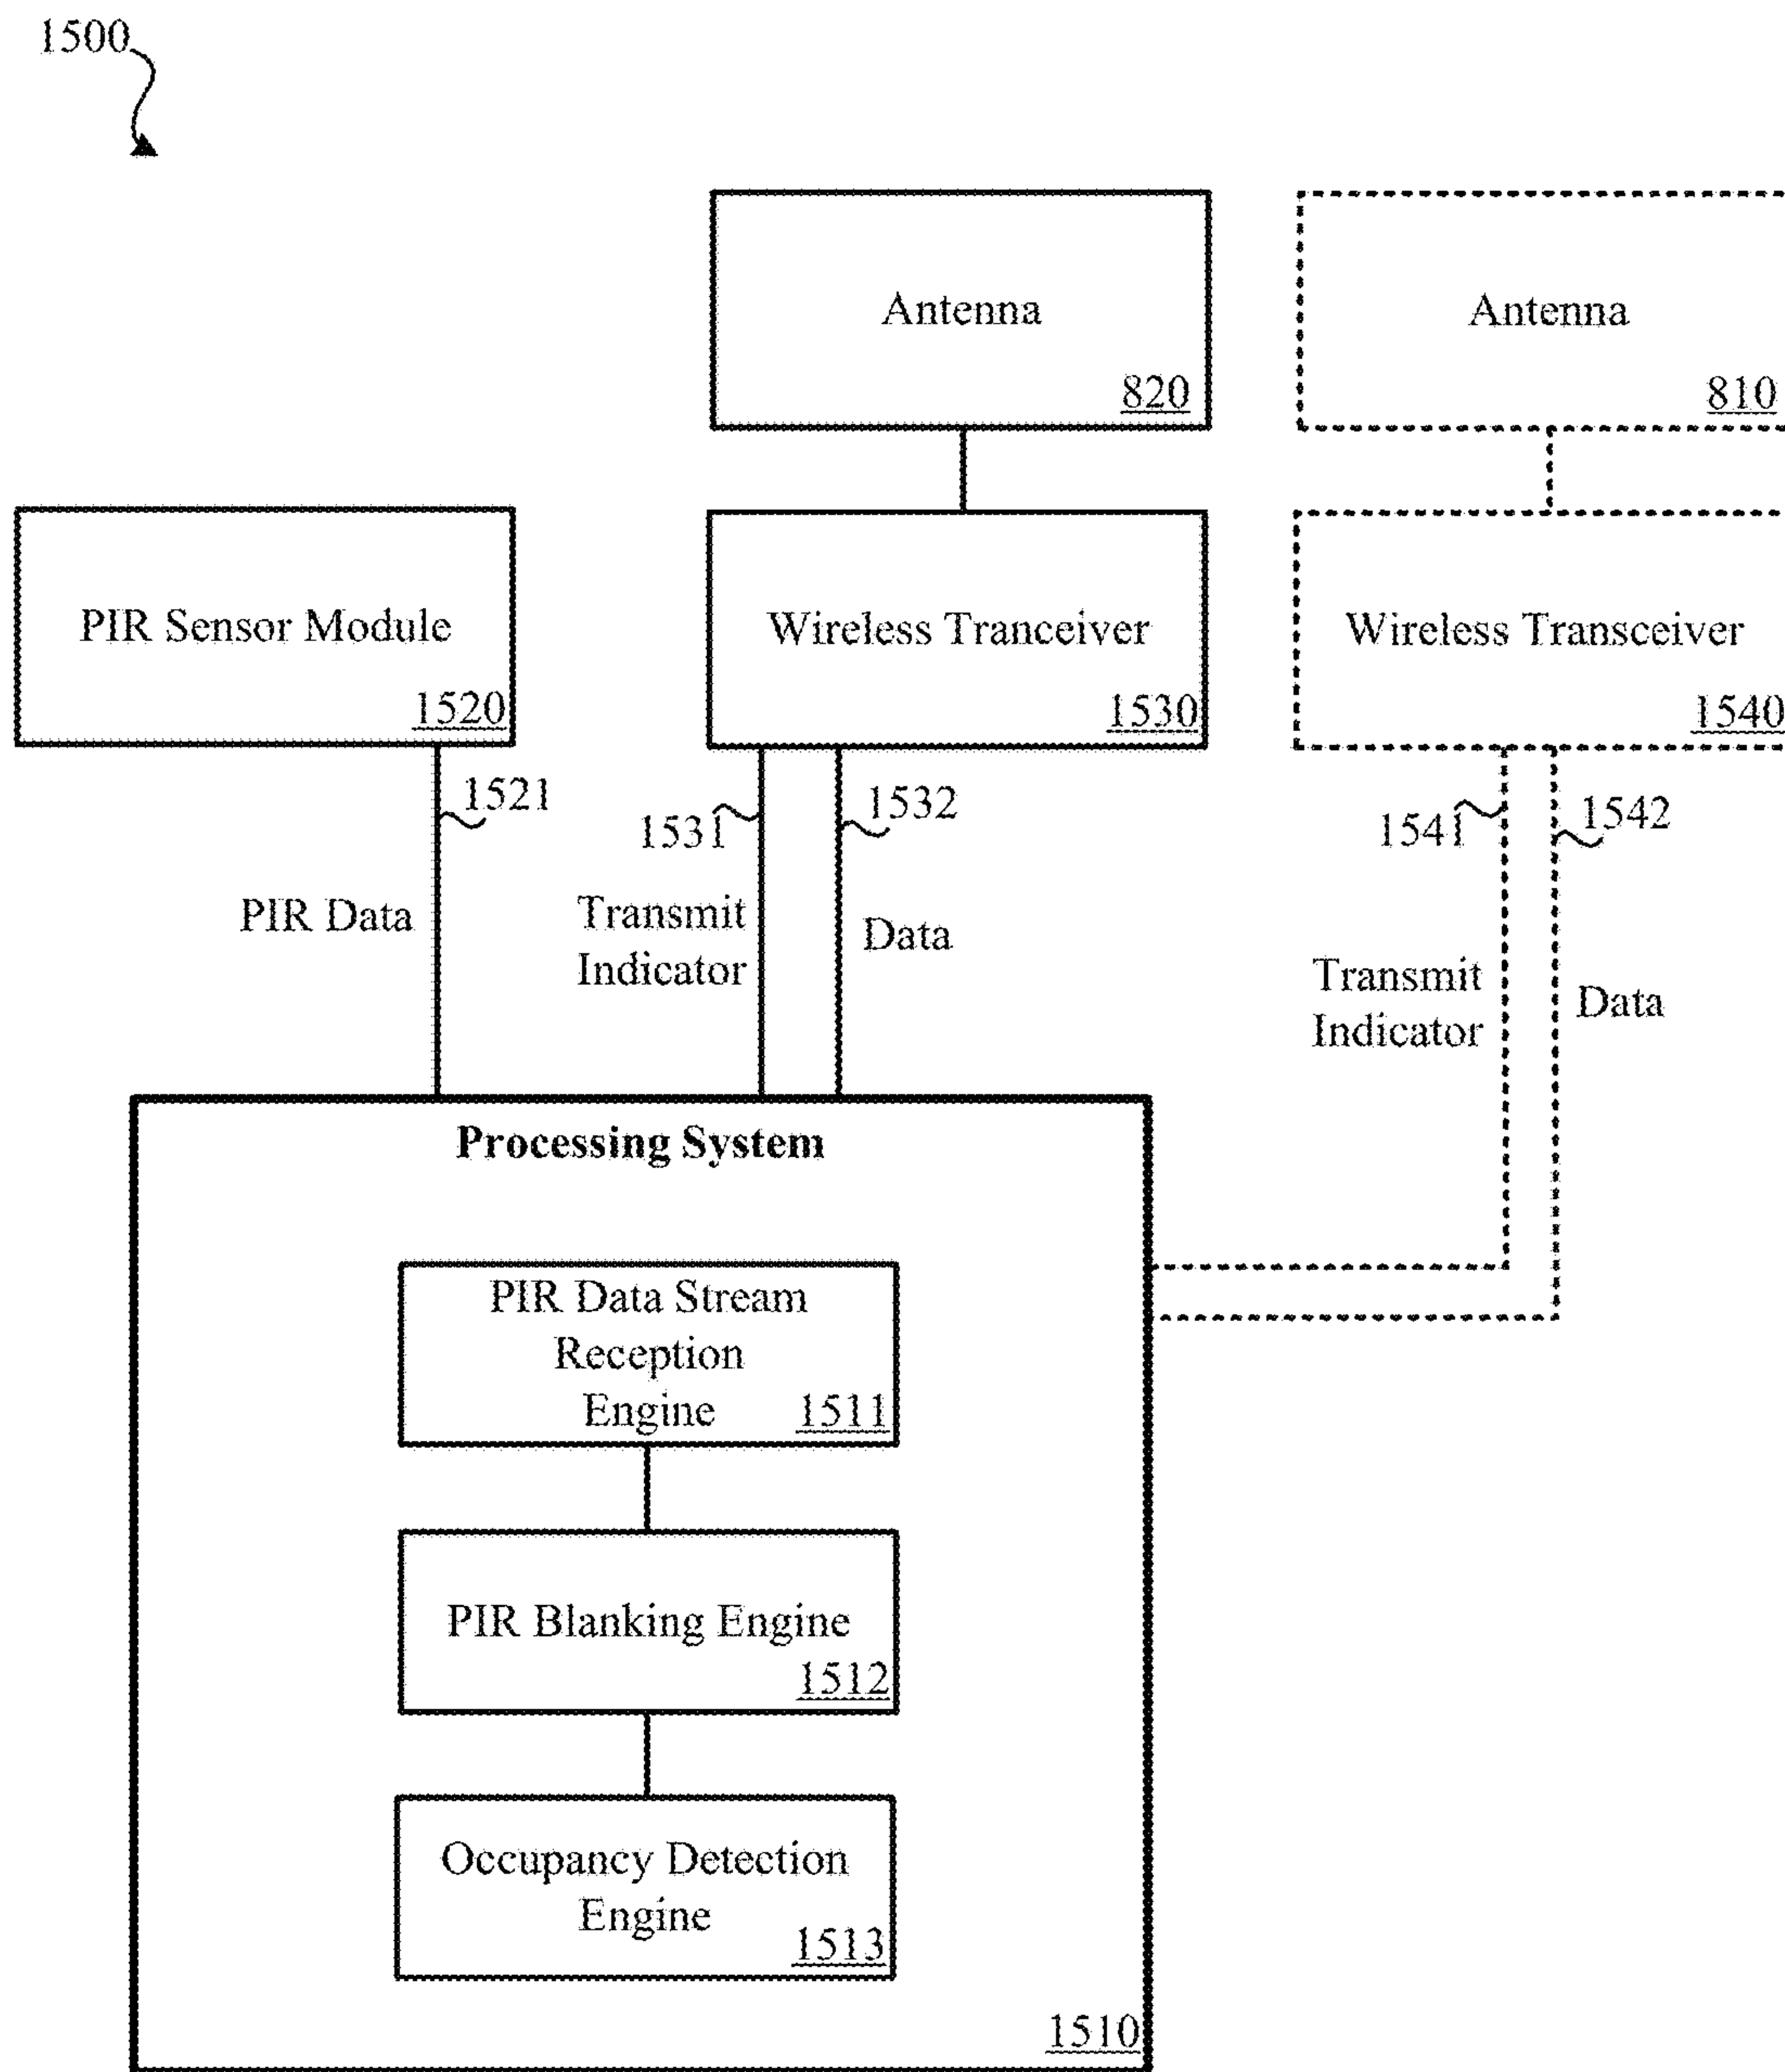 1500
Antenna
820
Antenna
810
PIR Sensor Module
1520
Wireless Tranceiver
1530
Wireless Transceiver
1540
1521
1531
1532
1541
1542
PIR Data
Transmit
Indicator
Data
Transmit
Indicator
Data
Processing System
PIR Data Stream
Reception
Engine
1511
PIR Blanking Engine
1512
Occupancy Detection
Engine
1513
1510